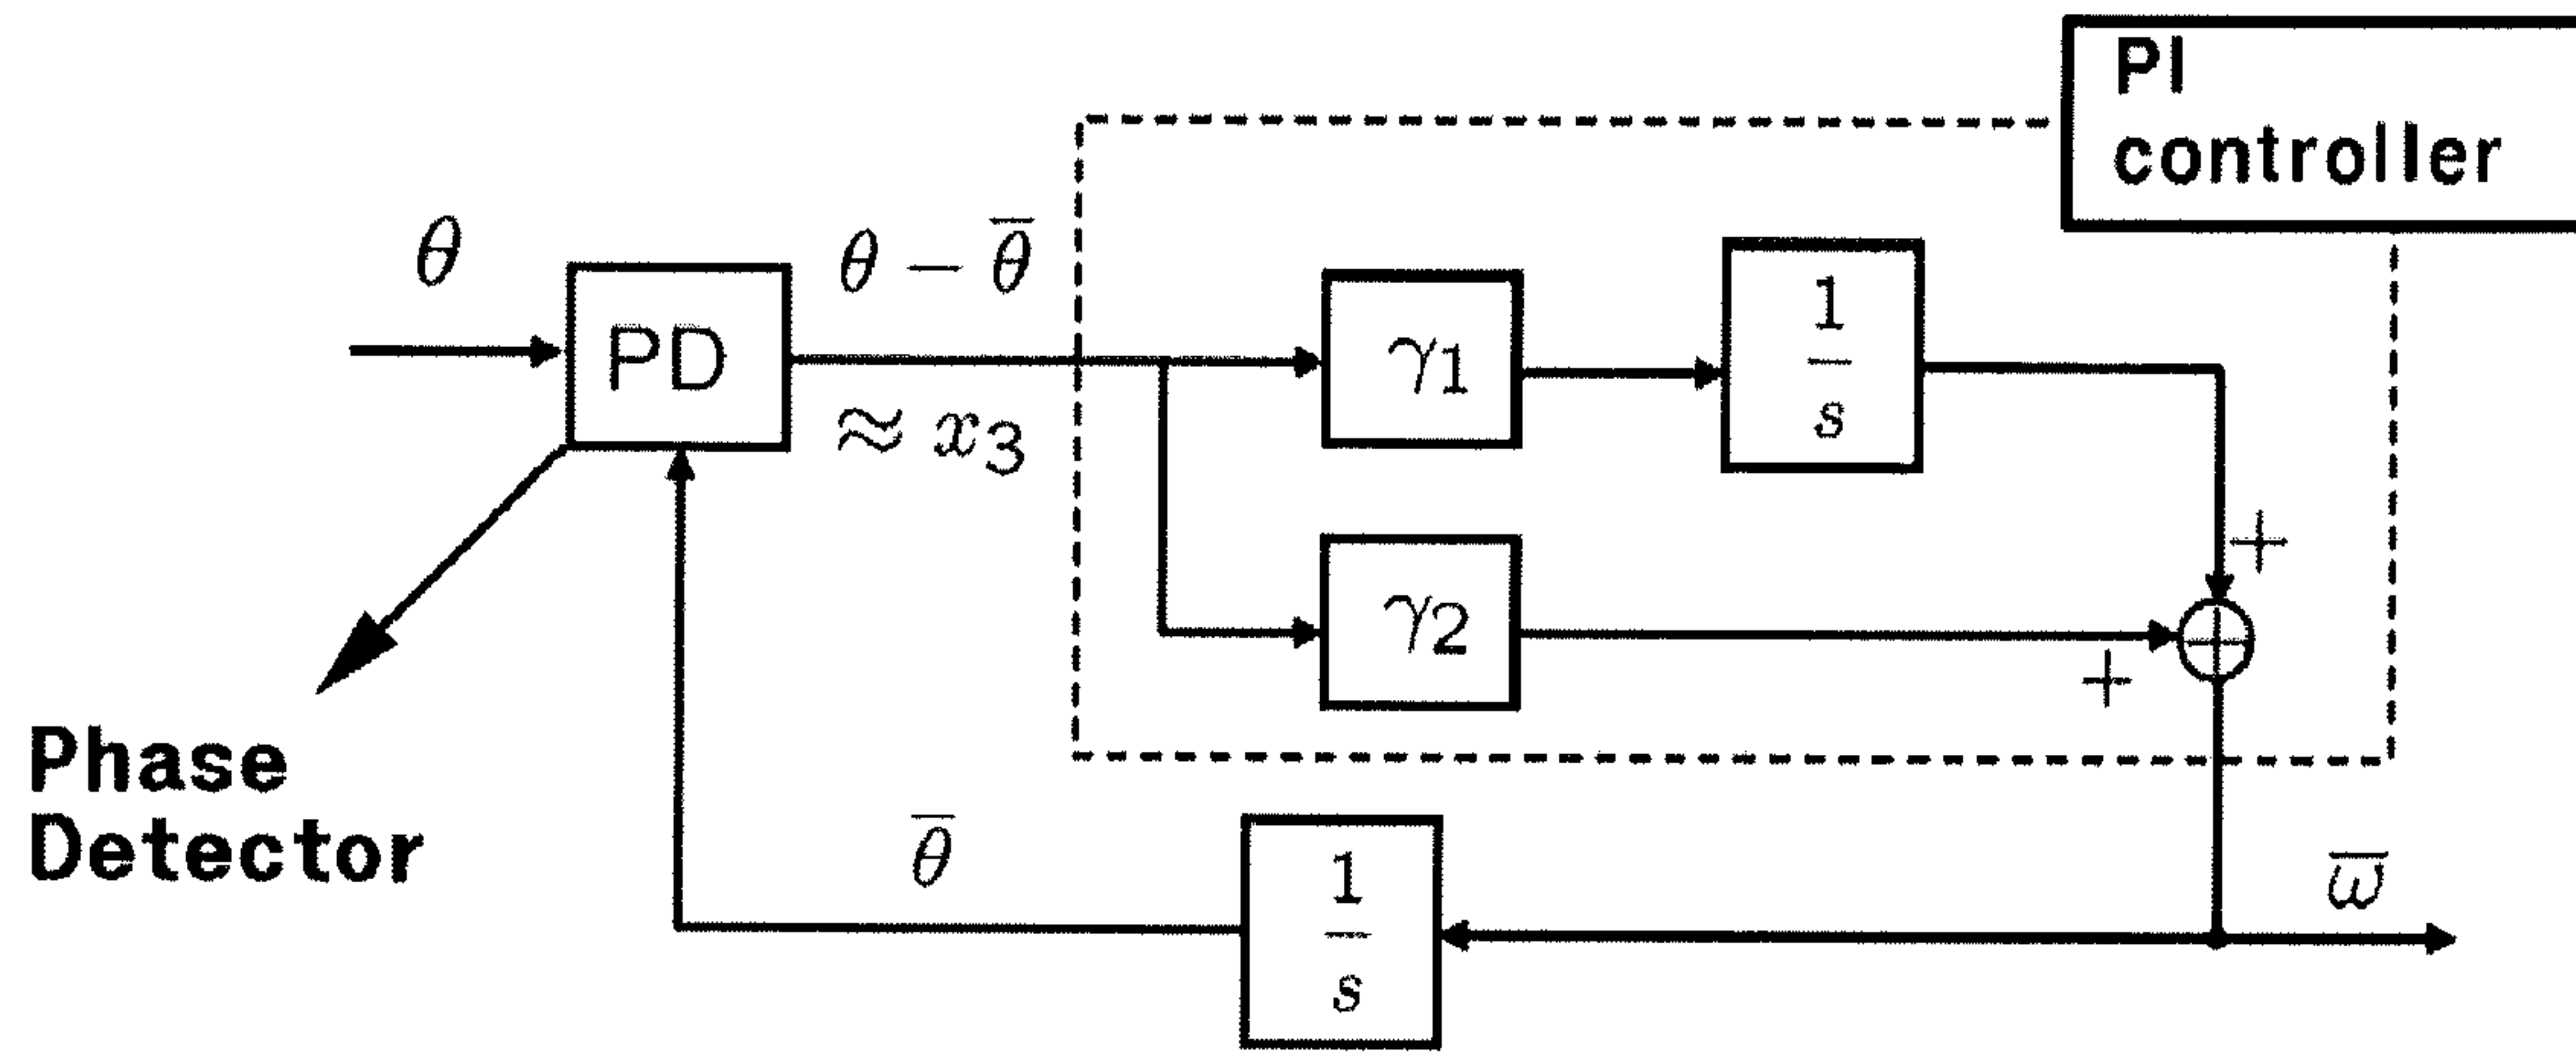 PI
controller
θ
θ − θ̅
PD
≈ x₃
γ₁
1
s
+
γ₂
+
Phase
Detector
θ̅
1
s
ω̅